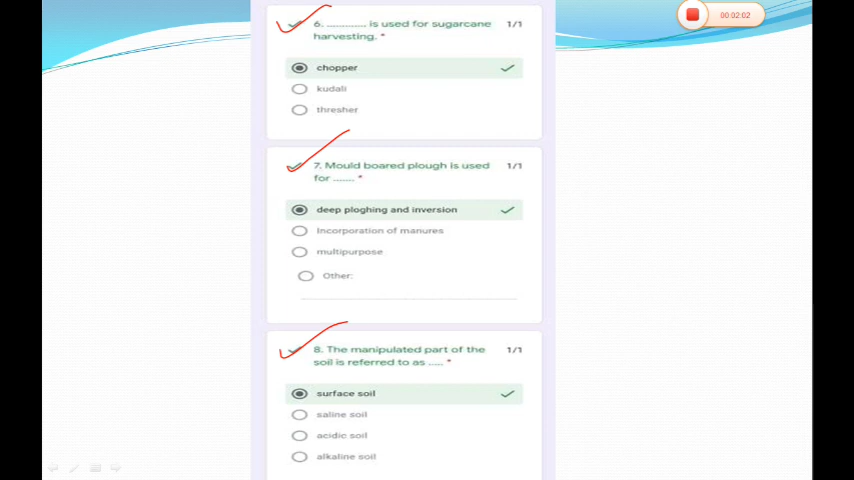 00:02:02
6. ............. is used for sugarcane 1/1
harvesting. *
chopper
kudali
thresher
7. Mould boared plough is used 1/1
for ....... *
deep ploghing and inversion
Incorporation of manures
multipurpose
Other:
8. The manipulated part of the 1/1
soil is referred to as ..... *
surface soil
saline soil
acidic soil
alkaline soil